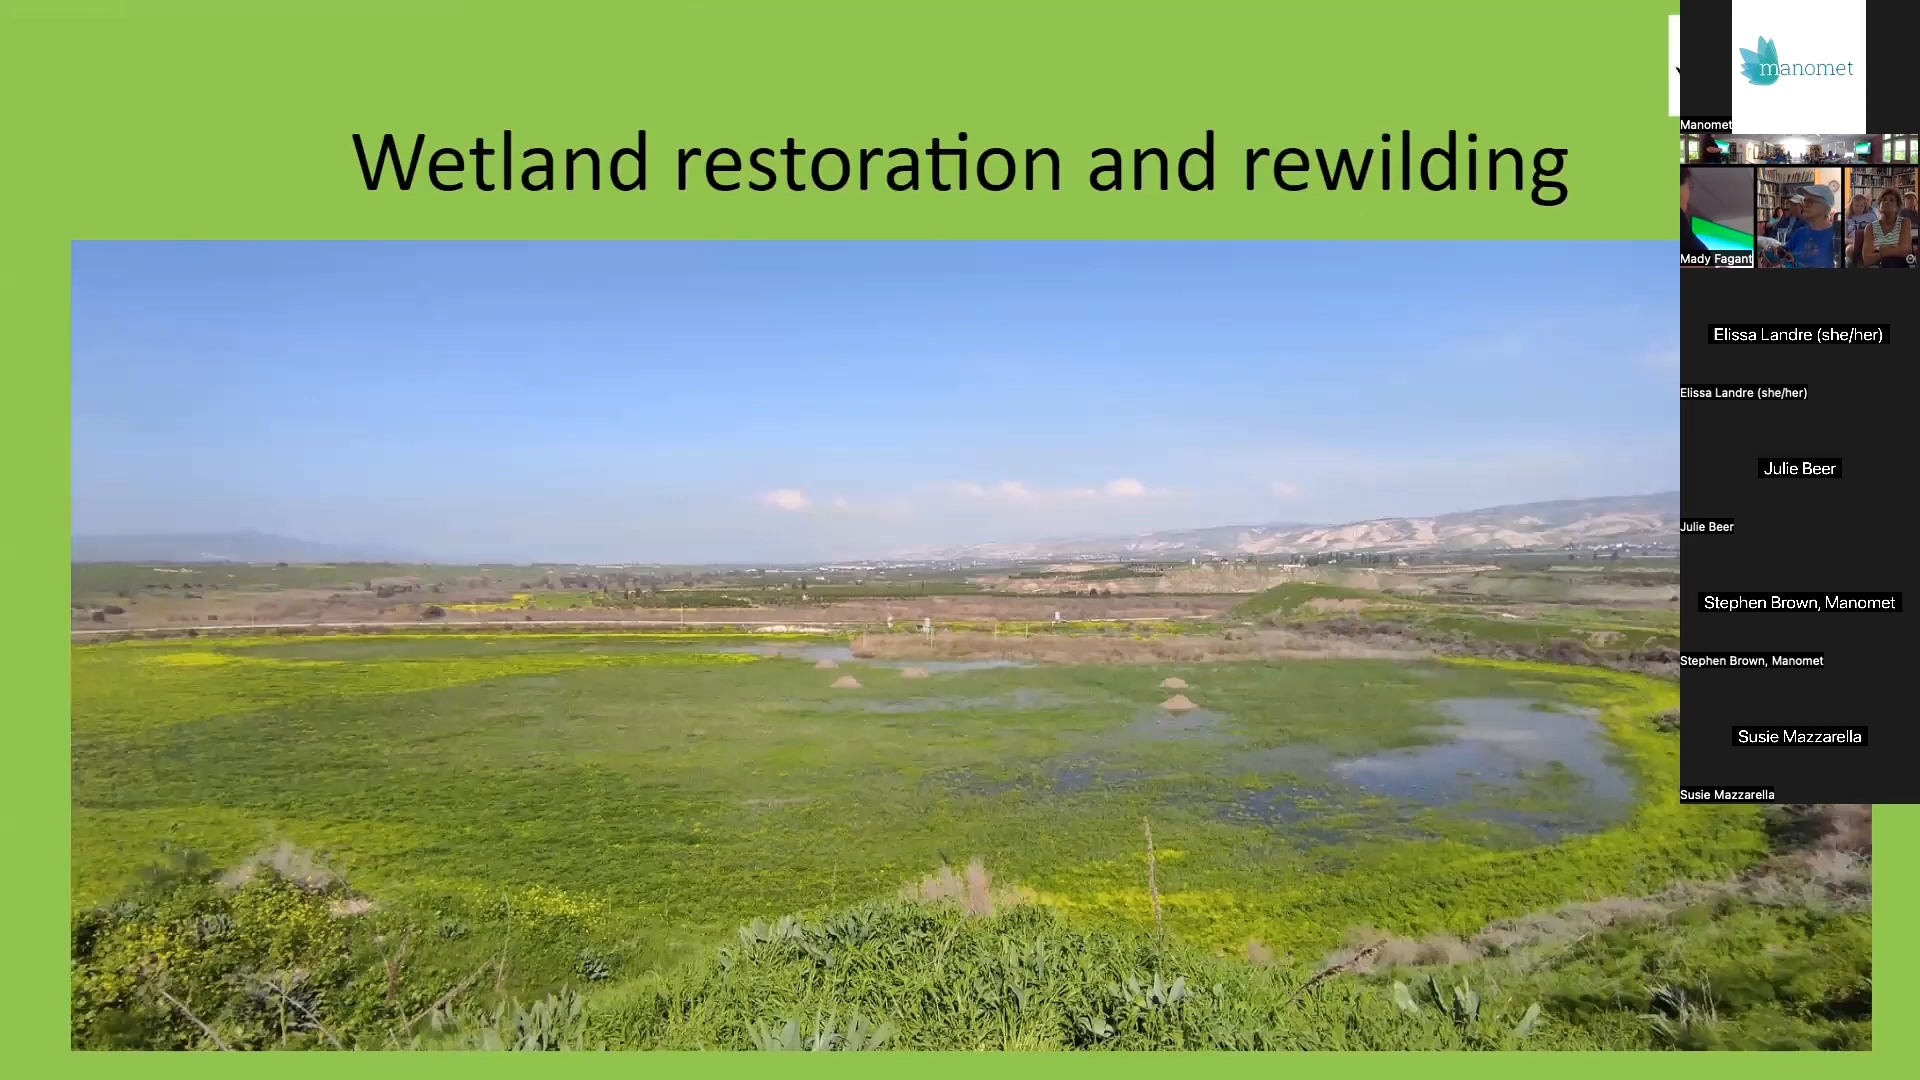 Wetland restoration and rewilding
manomet
Manomet
Mady Fagant
Elissa Landre (she/her)
Elissa Landre (she/her)
Julie Beer
Julie Beer
Stephen Brown, Manomet
Stephen Brown, Manomet
Susie Mazzarella
Susie Mazzarella